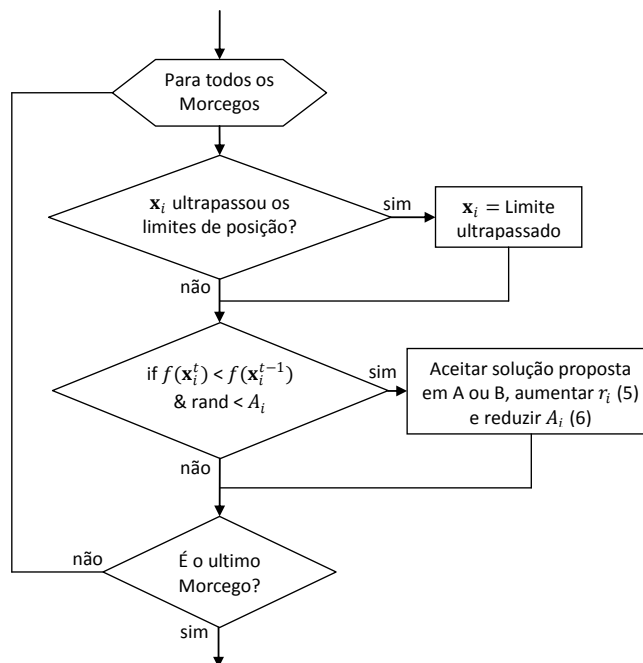 Para todos os
Morcegos
x_i ultrapassou os
limites de posição?
sim
x_i = Limite
ultrapassado
não
if f(x_i^t) < f(x_i^{t−1})
& rand < A_i
sim
Aceitar solução proposta
em A ou B, aumentar r_i (5)
e reduzir A_i (6)
não
não
É o ultimo
Morcego?
sim